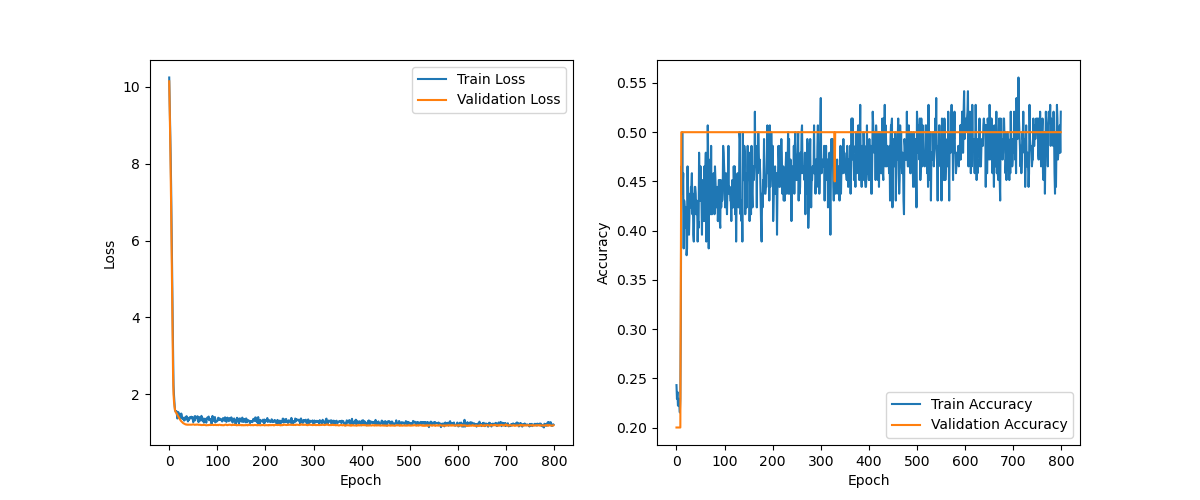 10
8
6
4
2
0 100 200 300 400 500 600 700 800
Loss
Epoch
Train Loss
Validation Loss
0.55
0.50
0.45
0.40
0.35
0.30
0.25
0.20
0 100 200 300 400 500 600 700 800
Accuracy
Epoch
Train Accuracy
Validation Accuracy